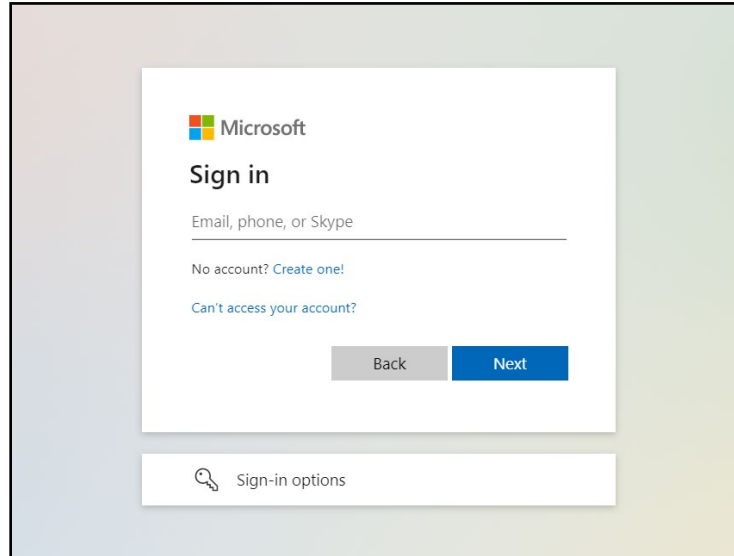 Microsoft
Sign in
Email, phone, or Skype
No account? Create one!
Can't access your account?
Back Next
Sign-in options